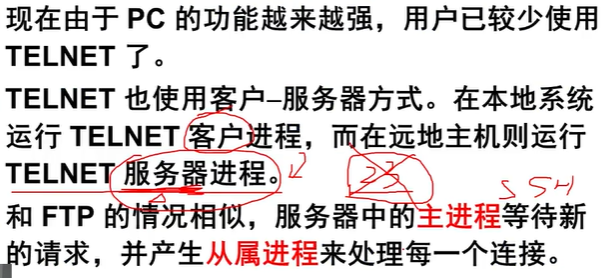 现在由于 PC 的功能越来越强，用户已较少使用
TELNET 了。
TELNET 也使用客户–服务器方式。在本地系统
运行 TELNET 客户进程，而在远地主机则运行
TELNET 服务器进程。
23
SSH
和 FTP 的情况相似，服务器中的主进程等待新
的请求，并产生从属进程来处理每一个连接。